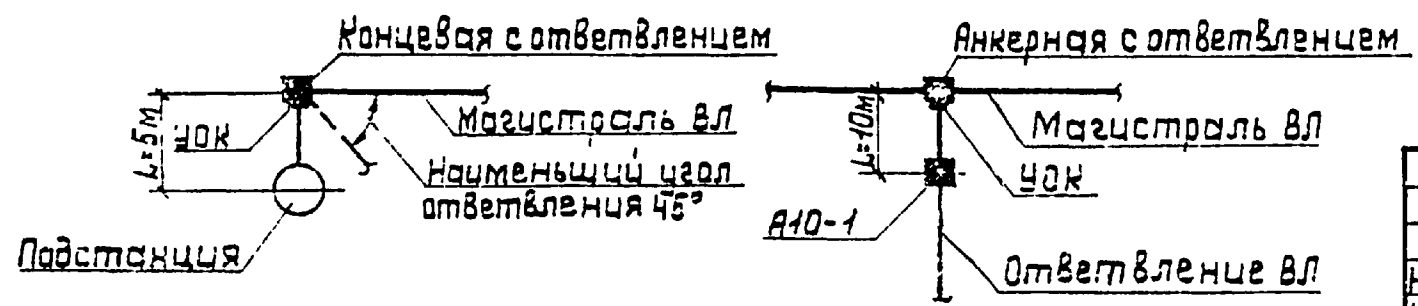 Концевая с ответвлением
L=5м
УОК
Магистраль ВЛ
Наименьший угол
ответвления 45°
Подстанция
Анкерная с ответвлением
L=10м
Магистраль ВЛ
УОК
А10-1
Ответвление ВЛ